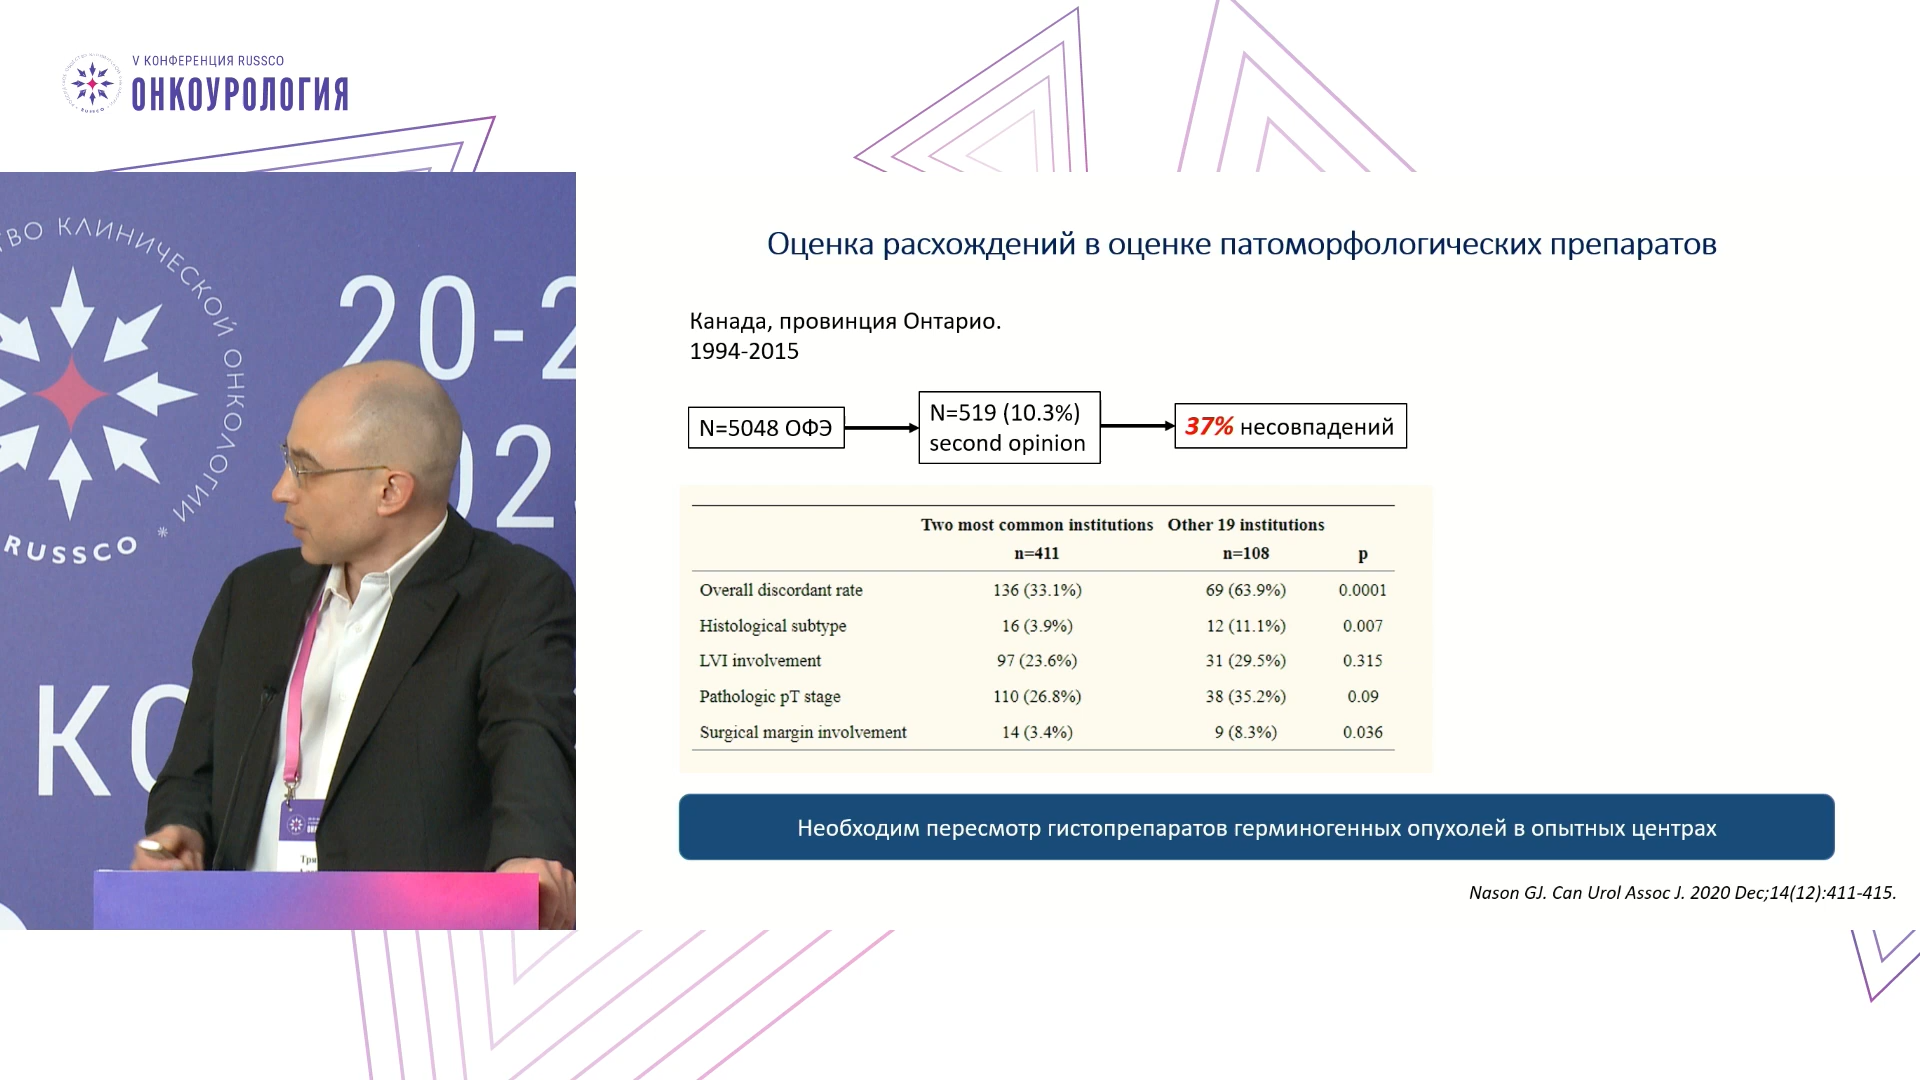 V КОНФЕРЕНЦИЯ RUSSCO
ОНКОУРОЛОГИЯ
КЛИНИЧЕСКОЙ ОНКОЛОГИИ *
RUSSCO
20-2
Оценка расхождений в оценке патоморфологических препаратов
Канада, провинция Онтарио.
1994-2015
N=5048 ОФЭ
N=519 (10.3%)
second opinion
37% несовпадений
Two most common institutions Other 19 institutions
n=411 n=108 p
Overall discordant rate 136 (33.1%) 69 (63.9%) 0.0001
Histological subtype 16 (3.9%) 12 (11.1%) 0.007
LVI involvement 97 (23.6%) 31 (29.5%) 0.315
Pathologic pT stage 110 (26.8%) 38 (35.2%) 0.09
Surgical margin involvement 14 (3.4%) 9 (8.3%) 0.036
Необходим пересмотр гистопрепаратов герминогенных опухолей в опытных центрах
Nason GJ. Can Urol Assoc J. 2020 Dec;14(12):411-415.